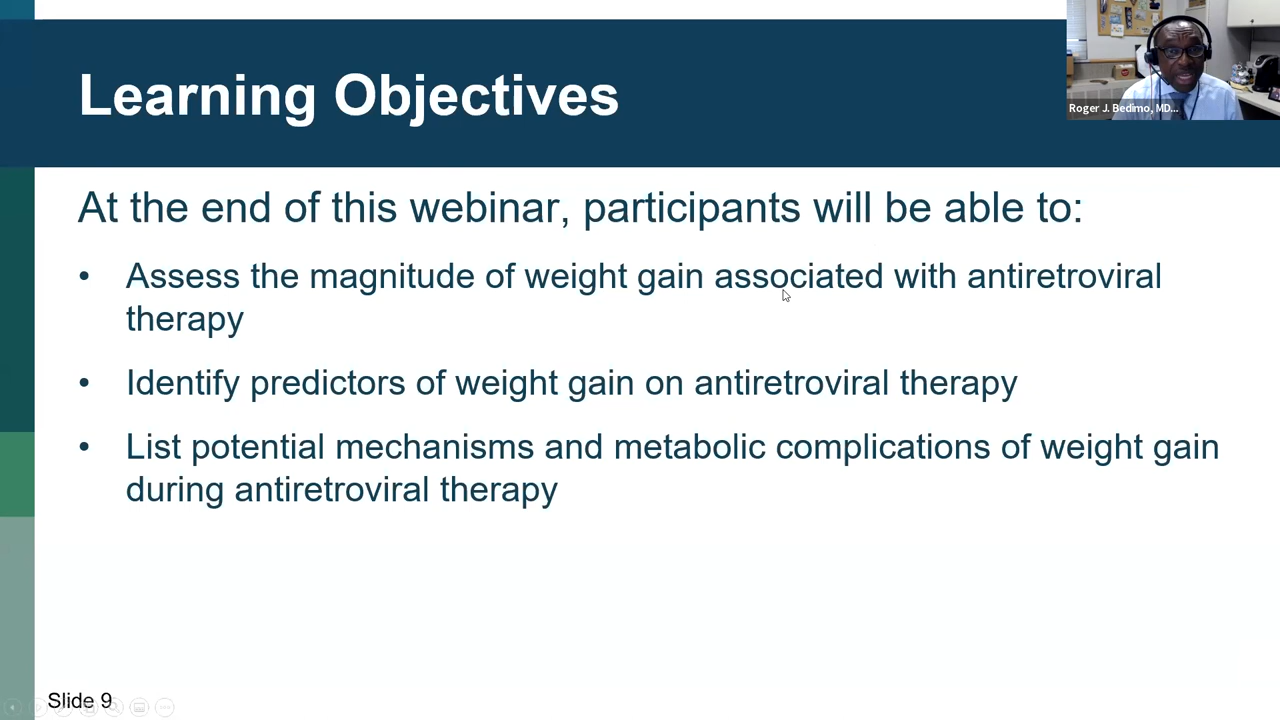 Learning Objectives
Roger J. Bedimo, MD...
At the end of this webinar, participants will be able to:
• Assess the magnitude of weight gain associated with antiretroviral
therapy
• Identify predictors of weight gain on antiretroviral therapy
• List potential mechanisms and metabolic complications of weight gain
during antiretroviral therapy
Slide 9